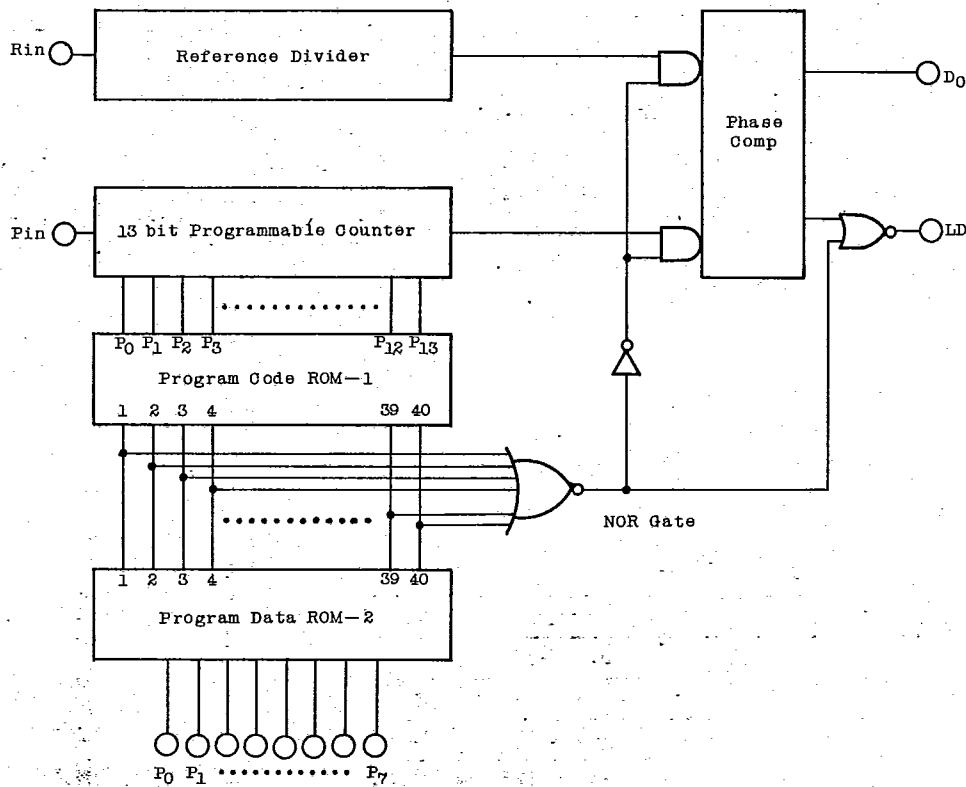 Rin
Reference Divider
Phase
Comp
D0
Pin
13 bit Programmable Counter
LD
P0 P1 P2 P3 P12 P13
Program Code ROM-1
1 2 3 4 39 40
NOR Gate
1 2 3 4 39 40
Program Data ROM-2
P0 P1 P7